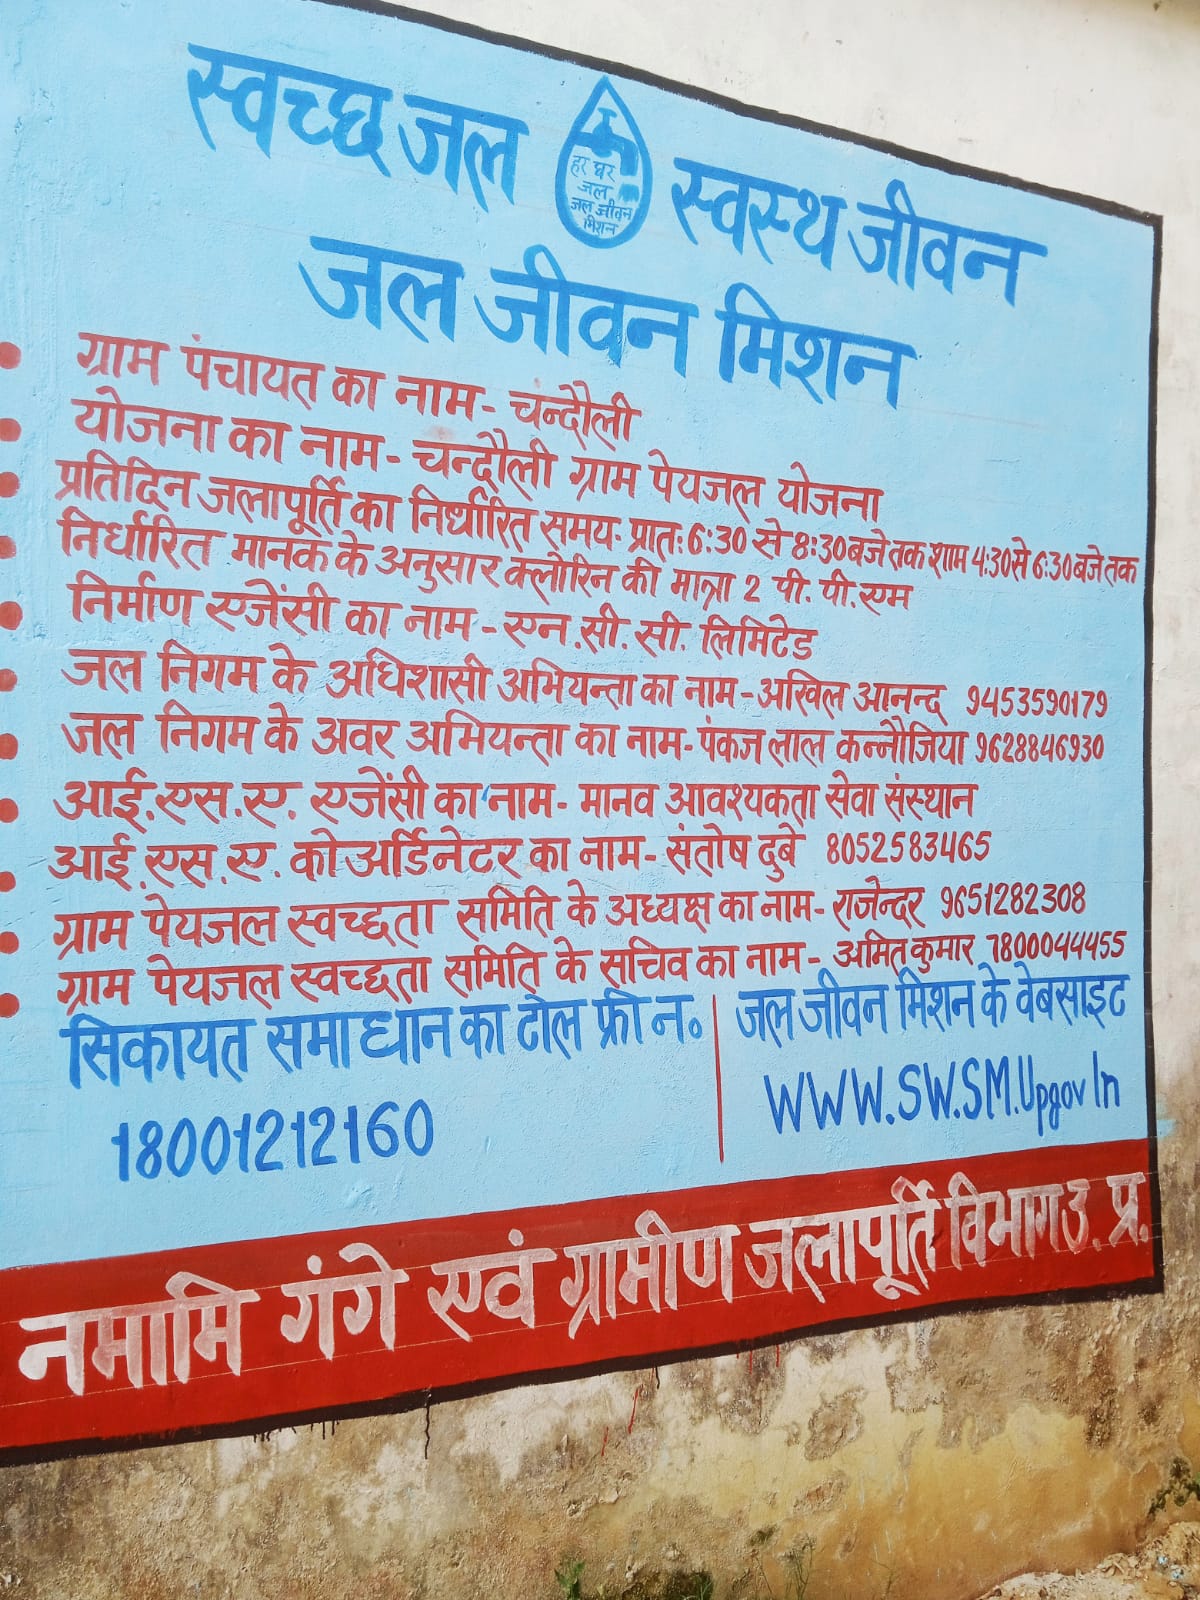 स्वच्छ जल स्वस्थ जीवन
हर घर
जल
जल जीवन
मिशन
जल जीवन मिशन
ग्राम पंचायत का नाम - चंन्दौली
योजना का नाम - चन्दौली ग्राम पेयजल योजना
प्रतिदिन जलापूर्ति का निर्धारित समय- प्रात: 6:30 से 8:30 बजे तक शाम 4:30 से 6:30 बजे तक
निर्धारित मानक के अनुसार क्लोरिन की मात्रा 2 पी. पी. एम
निर्माण एजेंसी का नाम - एन. सी. सी. लिमिटेड
जल निगम के अधिशासी अभियन्ता का नाम - अखिल आनन्द 9453590179
जल निगम के अवर अभियन्ता का नाम - पंकज लाल कन्नौजिया 9628846930
आई.एस.ए. एजेंसी का नाम - मानव आवश्यकता सेवा संस्थान
आई.एस.ए. कोअर्डिनेटर का नाम - संतोष दुबे 8052583465
ग्राम पेयजल स्वच्छता समिति के अध्यक्ष का नाम - राजेन्दर 9651282308
ग्राम पेयजल स्वच्छता समिति के सचिव का नाम - अमित कुमार 1800044455
सिकायत समाधान का टोल फ्री न०
18001212160
जल जीवन मिशन के वेबसाइट
WWW.SW.SM.Upgov In
नमामि गंगे एवं ग्रामीण जलापूर्ति विभाग उ. प्र.